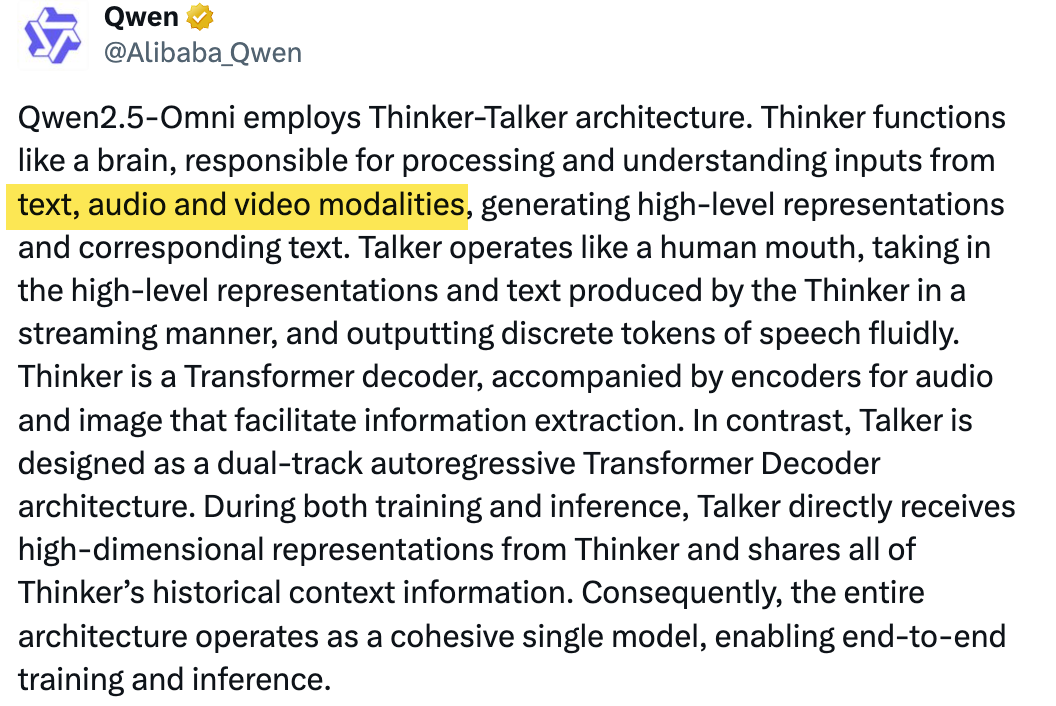 Qwen
@Alibaba_Qwen
Qwen2.5-Omni employs Thinker-Talker architecture. Thinker functions
like a brain, responsible for processing and understanding inputs from
text, audio and video modalities, generating high-level representations
and corresponding text. Talker operates like a human mouth, taking in
the high-level representations and text produced by the Thinker in a
streaming manner, and outputting discrete tokens of speech fluidly.
Thinker is a Transformer decoder, accompanied by encoders for audio
and image that facilitate information extraction. In contrast, Talker is
designed as a dual-track autoregressive Transformer Decoder
architecture. During both training and inference, Talker directly receives
high-dimensional representations from Thinker and shares all of
Thinker’s historical context information. Consequently, the entire
architecture operates as a cohesive single model, enabling end-to-end
training and inference.